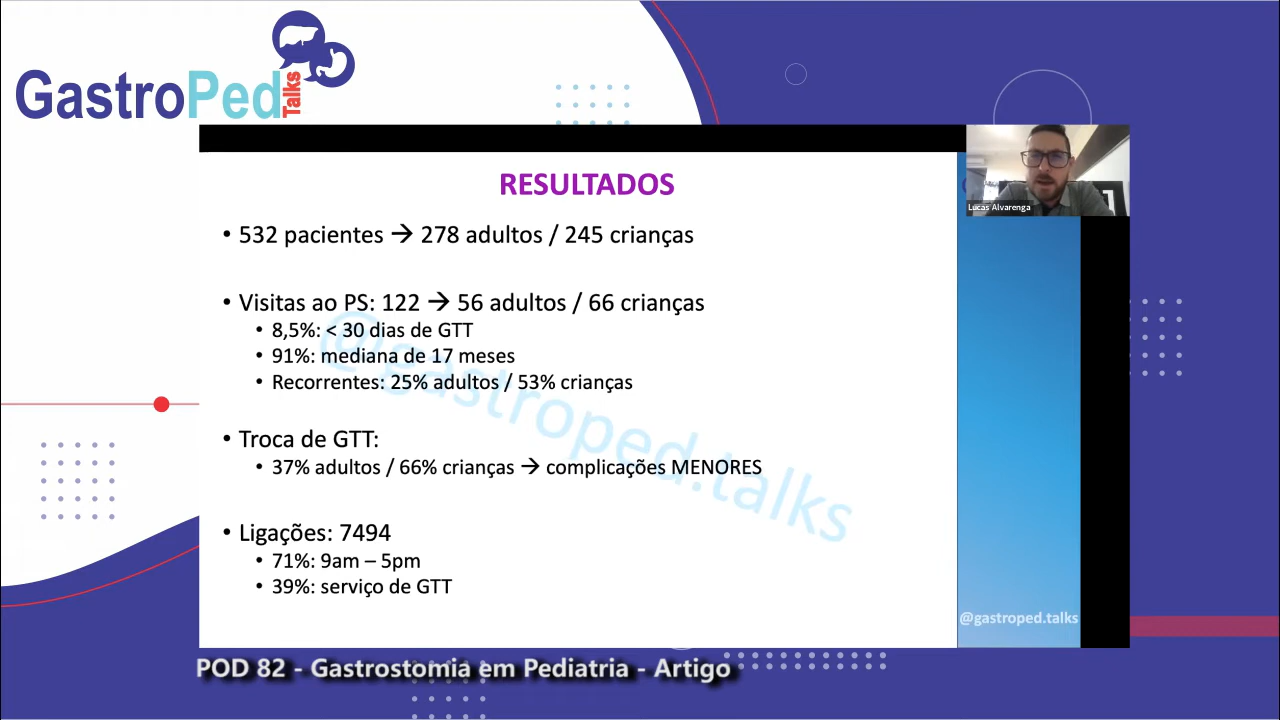 GastroPed
Talks
RESULTADOS
• 532 pacientes → 278 adultos / 245 crianças
• Visitas ao PS: 122 → 56 adultos / 66 crianças
• 8,5%: < 30 dias de GTT
• 91%: mediana de 17 meses
• Recorrentes: 25% adultos / 53% crianças
• Troca de GTT:
• 37% adultos / 66% crianças → complicações MENORES
• Ligações: 7494
• 71%: 9am – 5pm
• 39%: serviço de GTT
@gastroped.talks
Lucas Alvarenga
@gastroped.talks
POD 82 - Gastrostomia em Pediatria - Artigo